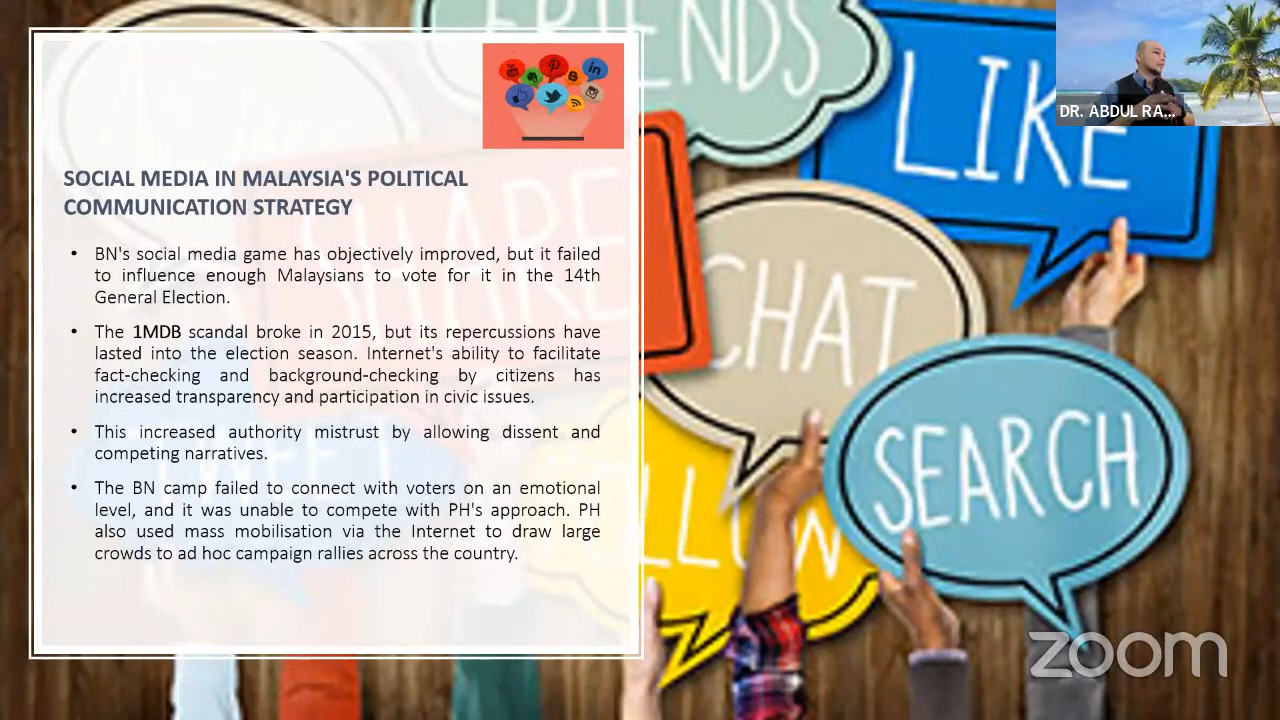 FRIENDS
LIKE
DR. ABDUL RA...
SOCIAL MEDIA IN MALAYSIA'S POLITICAL
COMMUNICATION STRATEGY
• BN's social media game has objectively improved, but it failed
to influence enough Malaysians to vote for it in the 14th
General Election.
• The 1MDB scandal broke in 2015, but its repercussions have
lasted into the election season. Internet's ability to facilitate
fact-checking and background-checking by citizens has
increased transparency and participation in civic issues.
• This increased authority mistrust by allowing dissent and
competing narratives.
• The BN camp failed to connect with voters on an emotional
level, and it was unable to compete with PH's approach. PH
also used mass mobilisation via the Internet to draw large
crowds to ad hoc campaign rallies across the country.
SHARE
CHAT
SEARCH
TWEET
zoom